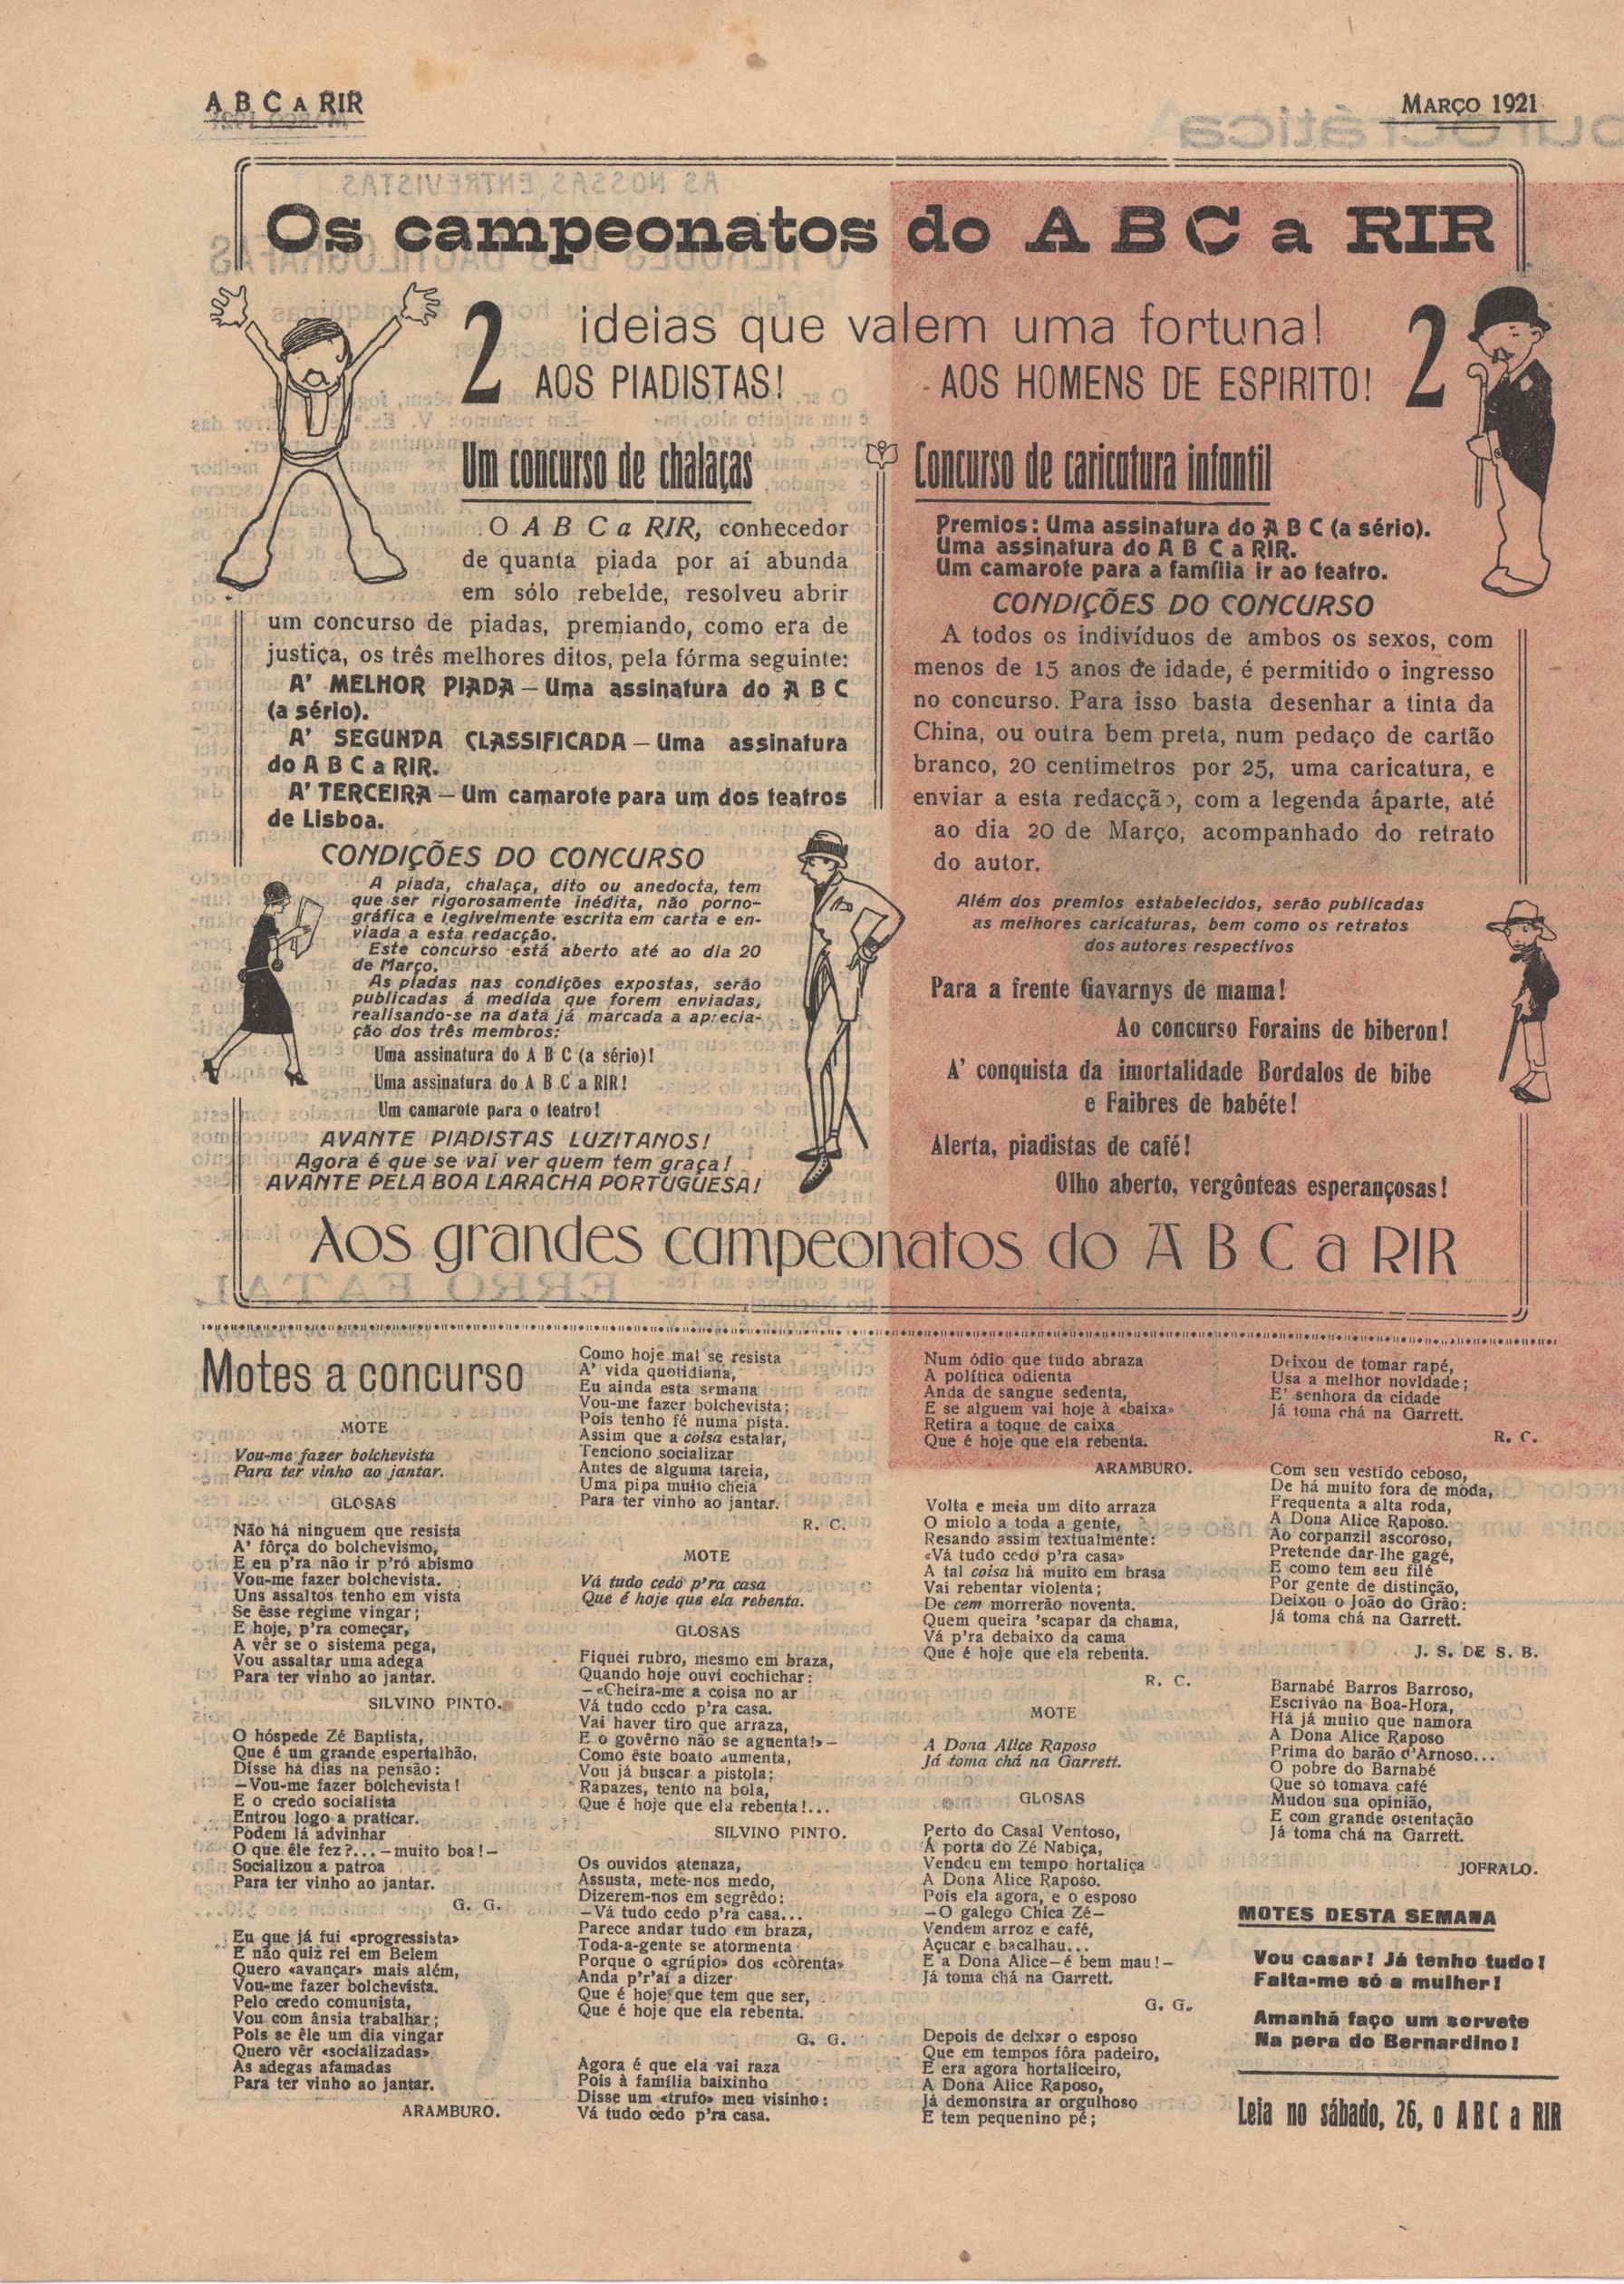 A B C A RIR
MARÇO 1921
Os campeonatos do A B C a RIR
2 ideias que valem uma fortuna! 2
AOS PIADISTAS! AOS HOMENS DE ESPIRITO!
Um concurso de chalaças
O A B C a RIR, conhecedor
de quanta piada por aí abunda
em sólo rebelde, resolveu abrir
um concurso de piadas, premiando, como era de
justiça, os três melhores ditos, pela fórma seguinte:
A' MELHOR PIADA — Uma assinatura do A B C
(a sério).
A' SEGUNDA CLASSIFICADA — Uma assinatura
do A B C a RIR.
A' TERCEIRA — Um camarote para um dos teatros
de Lisboa.
CONDIÇÕES DO CONCURSO
A piada, chalaça, dito ou anedocta, tem
que ser rigorosamente inédita, não porno-
gráfica e legivelmente escrita em carta e en-
viada a esta redacção.
Este concurso está aberto até ao dia 20
de Março.
As piadas nas condições expostas, serão
publicadas á medida que forem enviadas,
realisando-se na data já marcada a aprecia-
ção dos três membros:
Uma assinatura do A B C (a sério)!
Uma assinatura do A B C a RIR!
Um camarote para o teatro!
AVANTE PIADISTAS LUZITANOS!
Agora é que se vai ver quem tem graça!
AVANTE PELA BOA LARACHA PORTUGUESA!
Concurso de caricatura infantil
Premios: Uma assinatura do A B C (a sério).
Uma assinatura do A B C a RIR.
Um camarote para a família ir ao teatro.
CONDIÇÕES DO CONCURSO
A todos os indivíduos de ambos os sexos, com
menos de 15 anos de idade, é permitido o ingresso
no concurso. Para isso basta desenhar a tinta da
China, ou outra bem preta, num pedaço de cartão
branco, 20 centimetros por 25, uma caricatura, e
enviar a esta redacção, com a legenda áparte, até
ao dia 20 de Março, acompanhado do retrato
do autor.
Além dos premios estabelecidos, serão publicadas
as melhores caricaturas, bem como os retratos
dos autores respectivos
Para a frente Gavarnys de mama!
Ao concurso Forains de biberon!
A' conquista da imortalidade Bordalos de bibe
e Faibres de babéte!
Alerta, piadistas de café!
Olho aberto, vergônteas esperançosas!
Aos grandes campeonatos do A B C a RIR
Motes a concurso
MOTE
Vou-me fazer bolchevista
Para ter vinho ao jantar.
GLOSAS
Não há ninguem que resista
A' fôrça do bolchevismo,
E eu p'ra não ir p'ró abismo
Vou-me fazer bolchevista.
Uns assaltos tenho em vista
Se êsse regime vingar;
E hoje, p'ra começar,
A vêr se o sistema pega,
Vou assaltar uma adega
Para ter vinho ao jantar.
SILVINO PINTO.
O hóspede Zé Baptista,
Que é um grande espertalhão,
Disse há dias na pensão:
—Vou-me fazer bolchevista!
E o credo socialista
Entrou logo a praticar.
Podem lá advinhar
O que êle fez?...—muito boa!—
Socializou a patroa
Para ter vinho ao jantar.
G. G.
Eu que já fui «progressista»
E não quiz rei em Belem
Quero «avançar» mais além,
Vou-me fazer bolchevista.
Pelo credo comunista,
Vou com ânsia trabalhar;
Pois se êle um dia vingar
Quero vêr «socializadas»
As adegas afamadas
Para ter vinho ao jantar.
ARAMBURO.
Como hoje mal se resista
A' vida quotidiana,
Eu ainda esta semana
Vou-me fazer bolchevista;
Pois tenho fé numa pista.
Assim que a coisa estalar,
Tenciono socializar
Antes de alguma tareia,
Uma pipa muito cheia
Para ter vinho ao jantar.
R. C.
MOTE
Vá tudo cedo p'ra casa
Que é hoje que ela rebenta.
GLOSAS
Fiquei rubro, mesmo em braza,
Quando hoje ouvi cochichar:
—«Cheira-me a coisa no ar
Vá tudo cedo p'ra casa.
Vai haver tiro que arraza,
E o govêrno não se aguenta!»—
Como êste boato aumenta,
Vou já buscar a pistola;
Rapazes, tento na bola,
Que é hoje que ela rebenta!...
SILVINO PINTO.
Os ouvidos atenaza,
Assusta, mete-nos medo,
Dizerem-nos em segrêdo:
—Vá tudo cedo p'ra casa...
Parece andar tudo em braza,
Toda-a-gente se atormenta
Porque o «grúpio» dos «còrenta»
Anda p'r'aí a dizer
Que é hoje que tem que ser,
Que é hoje que ela rebenta.
G. G.
Agora é que ela vai raza
Pois à família baixinho
Disse um «trufo» meu visinho:
Vá tudo cedo p'ra casa.
Num ódio que tudo abraza
A política odienta
Anda de sangue sedenta,
E se alguem vai hoje à «baixa»
Retira a toque de caixa
Que é hoje que ela rebenta.
ARAMBURO.
Volta e meia um dito arraza
O miolo a toda a gente,
Resando assim textualmente:
«Vá tudo cedo p'ra casa»
A tal coisa há muito em brasa
Vai rebentar violenta;
De cem morrerão noventa.
Quem queira 'scapar da chama,
Vá p'ra debaixo da cama
Que é hoje que ela rebenta.
R. C.
MOTE
A Dona Alice Raposo
Já toma chá na Garrett.
GLOSAS
Perto do Casal Ventoso,
A porta do Zé Nabiça,
Vendeu em tempo hortaliça
A Dona Alice Raposo.
Pois ela agora, e o esposo
—O galego Chica Zé—
Vendem arroz e café,
Açucar e bacalhau...
E a Dona Alice—é bem mau!—
Já toma chá na Garrett.
G. G.
Depois de deixar o esposo
Que em tempos fôra padeiro,
E era agora hortaliceiro,
A Dona Alice Raposo,
Já demonstra ar orgulhoso
E tem pequenino pé;
Deixou de tomar rapé,
Usa a melhor novidade;
E' senhora da cidade
Já toma chá na Garrett.
R. C.
Com seu vestido ceboso,
De há muito fora de moda,
Frequenta a alta roda,
A Dona Alice Raposo.
Ao corpanzil ascoroso,
Pretende dar-lhe gagé,
E como tem seu filé
Por gente de distinção,
Deixou o João do Grão:
Já toma chá na Garrett.
J. S. DE S. B.
Barnabé Barros Barroso,
Escrivão na Boa-Hora,
Há já muito que namora
A Dona Alice Raposo
Prima do barão d'Arnoso...
O pobre do Barnabé
Que só tomava café
Mudou sua opinião,
E com grande ostentação
Já toma chá na Garrett.
JOFRALO.
MOTES DESTA SEMANA
Vou casar! Já tenho tudo!
Falta-me só a mulher!
Amanhã faço um sorvete
Na pera do Bernardino!
Leia no sábado, 26, o ABC a RIR